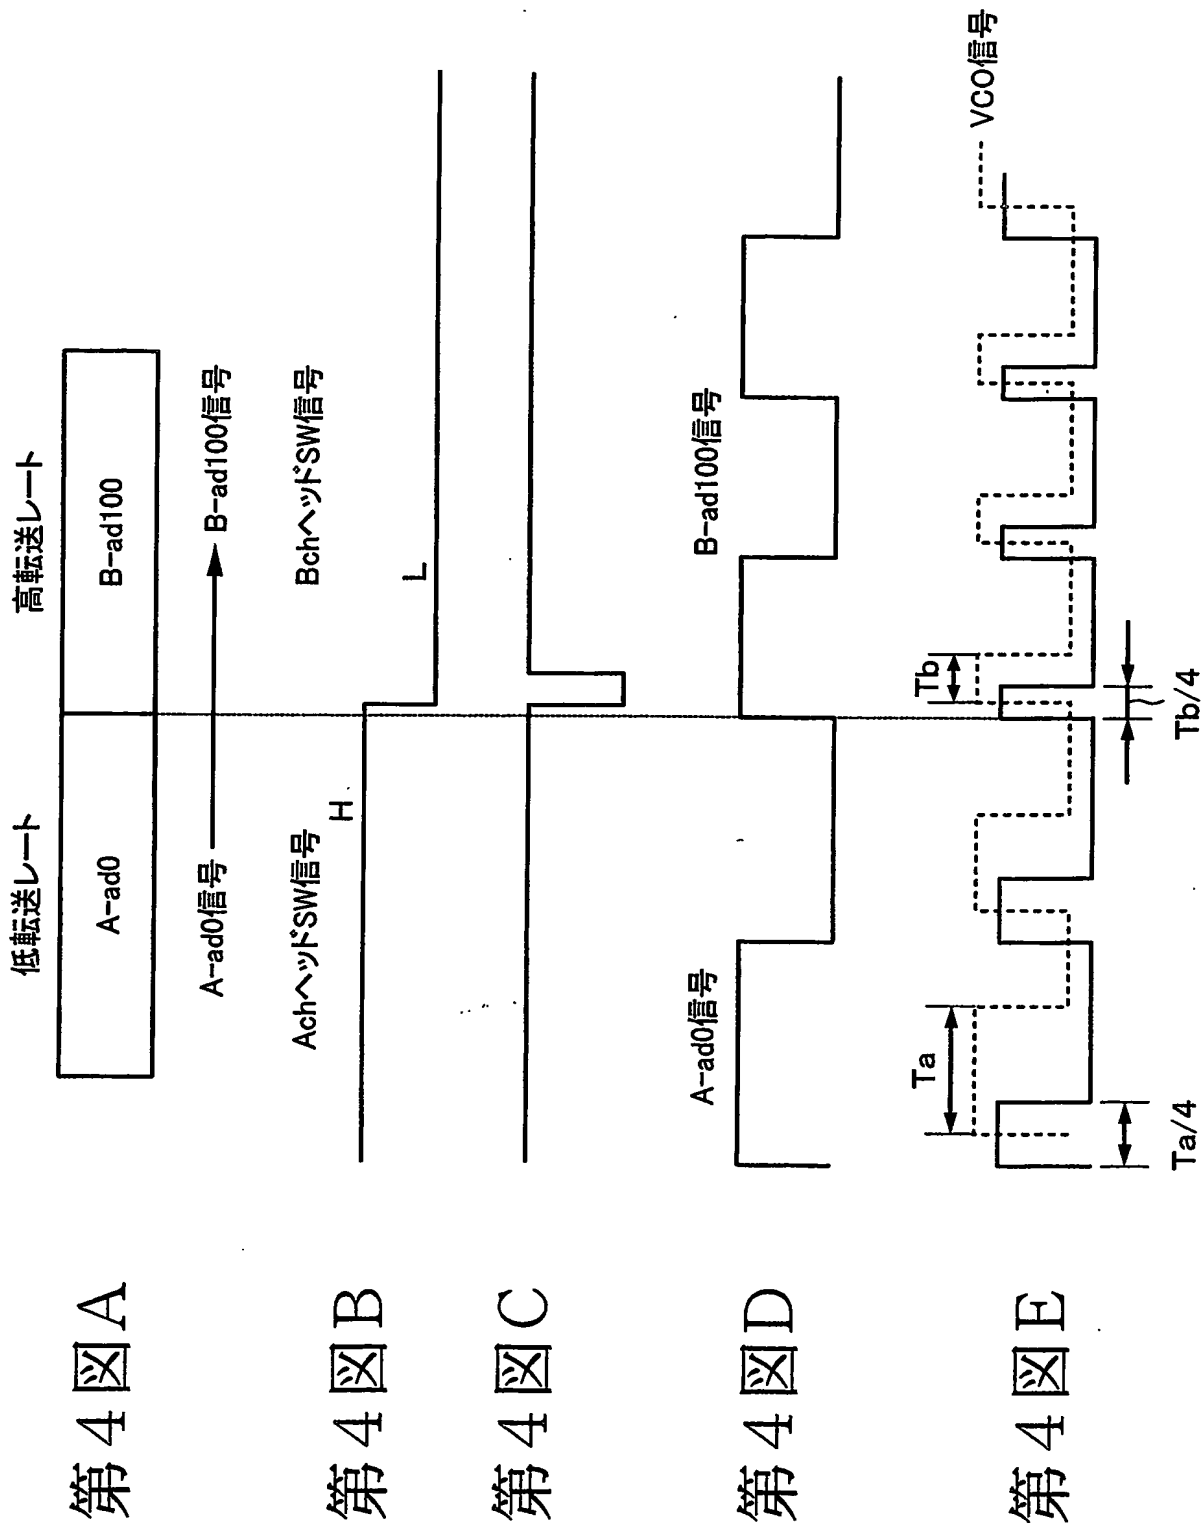 低転送レート
高転送レート
第4図A
A-ad0
B-ad100
A-ad0信号
B-ad100信号
第4図B
AchヘッドSW信号
H
BchヘッドSW信号
L
第4図C
第4図D
A-ad0信号
B-ad100信号
第4図E
Ta
Tb
VCO信号
Ta/4
Tb/4